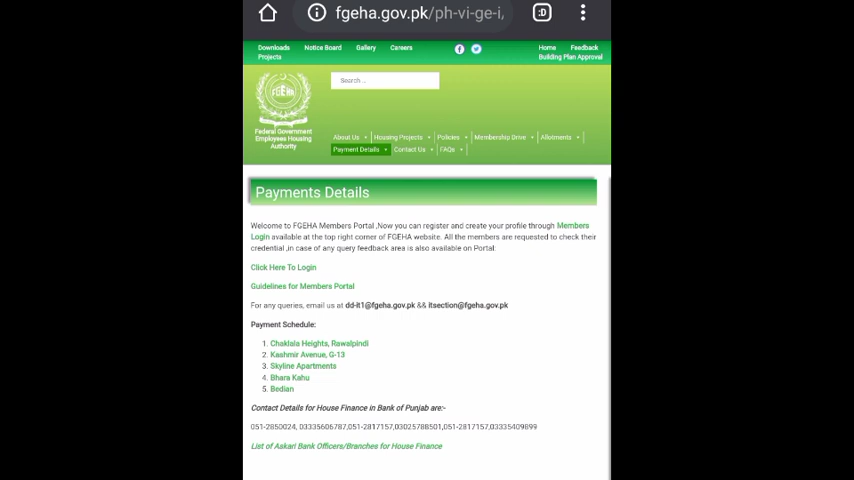 fgeha.gov.pk/ph-vi-ge-i,
:D
Downloads Notice Board Gallery Careers Home Feedback
Projects Building Plan Approval
Search ...
FGEHA
Federal Government
Employees Housing
Authority
About Us Housing Projects Policies Membership Drive Allotments
Payment Details Contact Us FAQs
Payments Details
Welcome to FGEHA Members Portal ,Now you can register and create your profile through Members
Login available at the top right corner of FGEHA website. All the members are requested to check their
credential ,in case of any query feedback area is also available on Portal.
Click Here To Login
Guidelines for Members Portal
For any queries, email us at dd-it1@fgeha.gov.pk && itsection@fgeha.gov.pk
Payment Schedule:
1. Chaklala Heights, Rawalpindi
2. Kashmir Avenue, G-13
3. Skyline Apartments
4. Bhara Kahu
5. Bedian
Contact Details for House Finance in Bank of Punjab are:-
051-2850024, 03335606787,051-2817157,03025788501,051-2817157,03335409899
List of Askari Bank Officers/Branches for House Finance